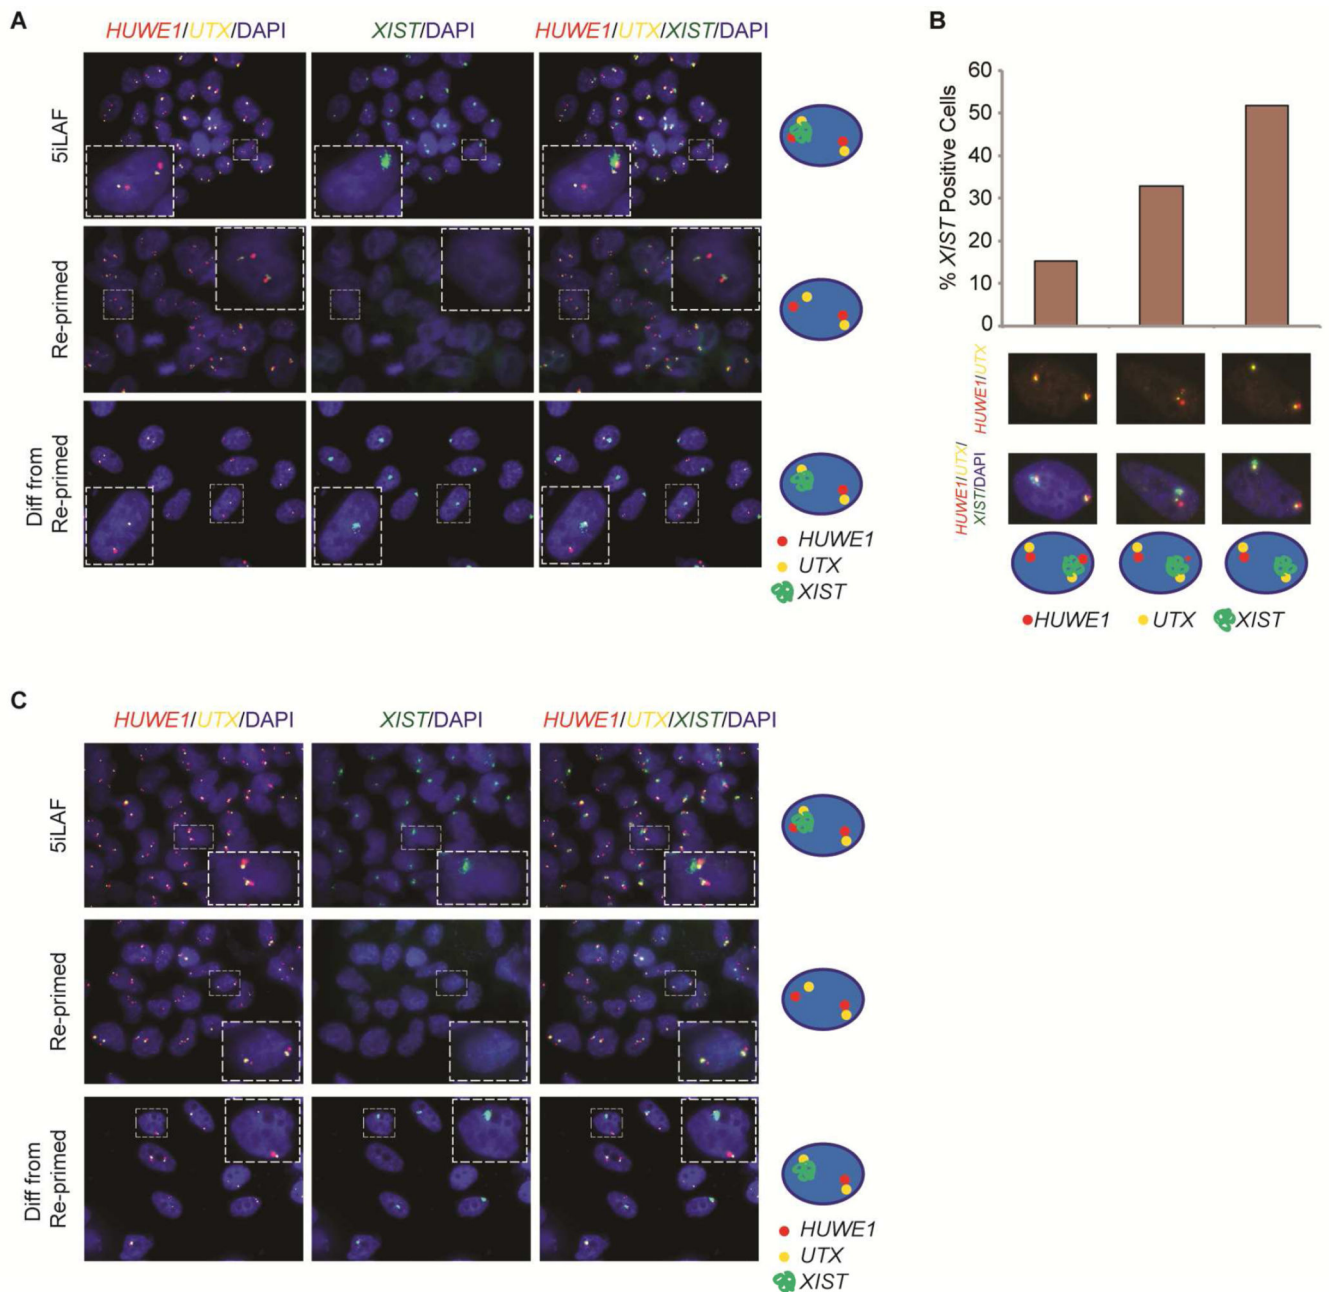 A
HUWE1/UTX/DAPI
XIST/DAPI
HUWE1/UTX/XIST/DAPI
5iLAF
Re-primed
Diff from
Re-primed
HUWE1
UTX
XIST
B
% XIST Positive Cells
60
50
40
30
20
10
0
HUWE1/UTX
HUWE1/UTX/
XIST/DAPI
HUWE1
UTX
XIST
C
HUWE1/UTX/DAPI
XIST/DAPI
HUWE1/UTX/XIST/DAPI
5iLAF
Re-primed
Diff from
Re-primed
HUWE1
UTX
XIST